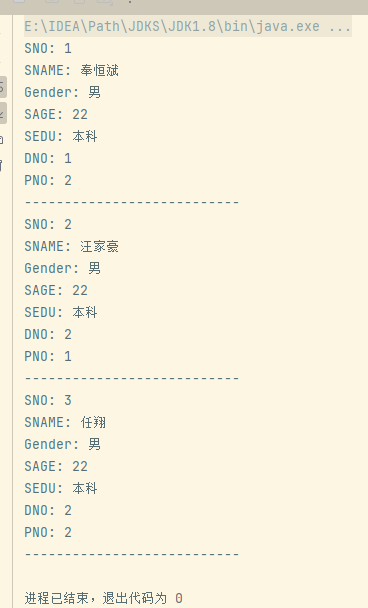 E:\IDEA\Path\JDKS\JDK1.8\bin\java.exe ...
SNO: 1
SNAME: 奉恒斌
Gender: 男
SAGE: 22
SEDU: 本科
DNO: 1
PNO: 2
---------------------------
SNO: 2
SNAME: 汪家豪
Gender: 男
SAGE: 22
SEDU: 本科
DNO: 2
PNO: 1
---------------------------
SNO: 3
SNAME: 任翔
Gender: 男
SAGE: 22
SEDU: 本科
DNO: 2
PNO: 2
---------------------------
进程已结束，退出代码为 0